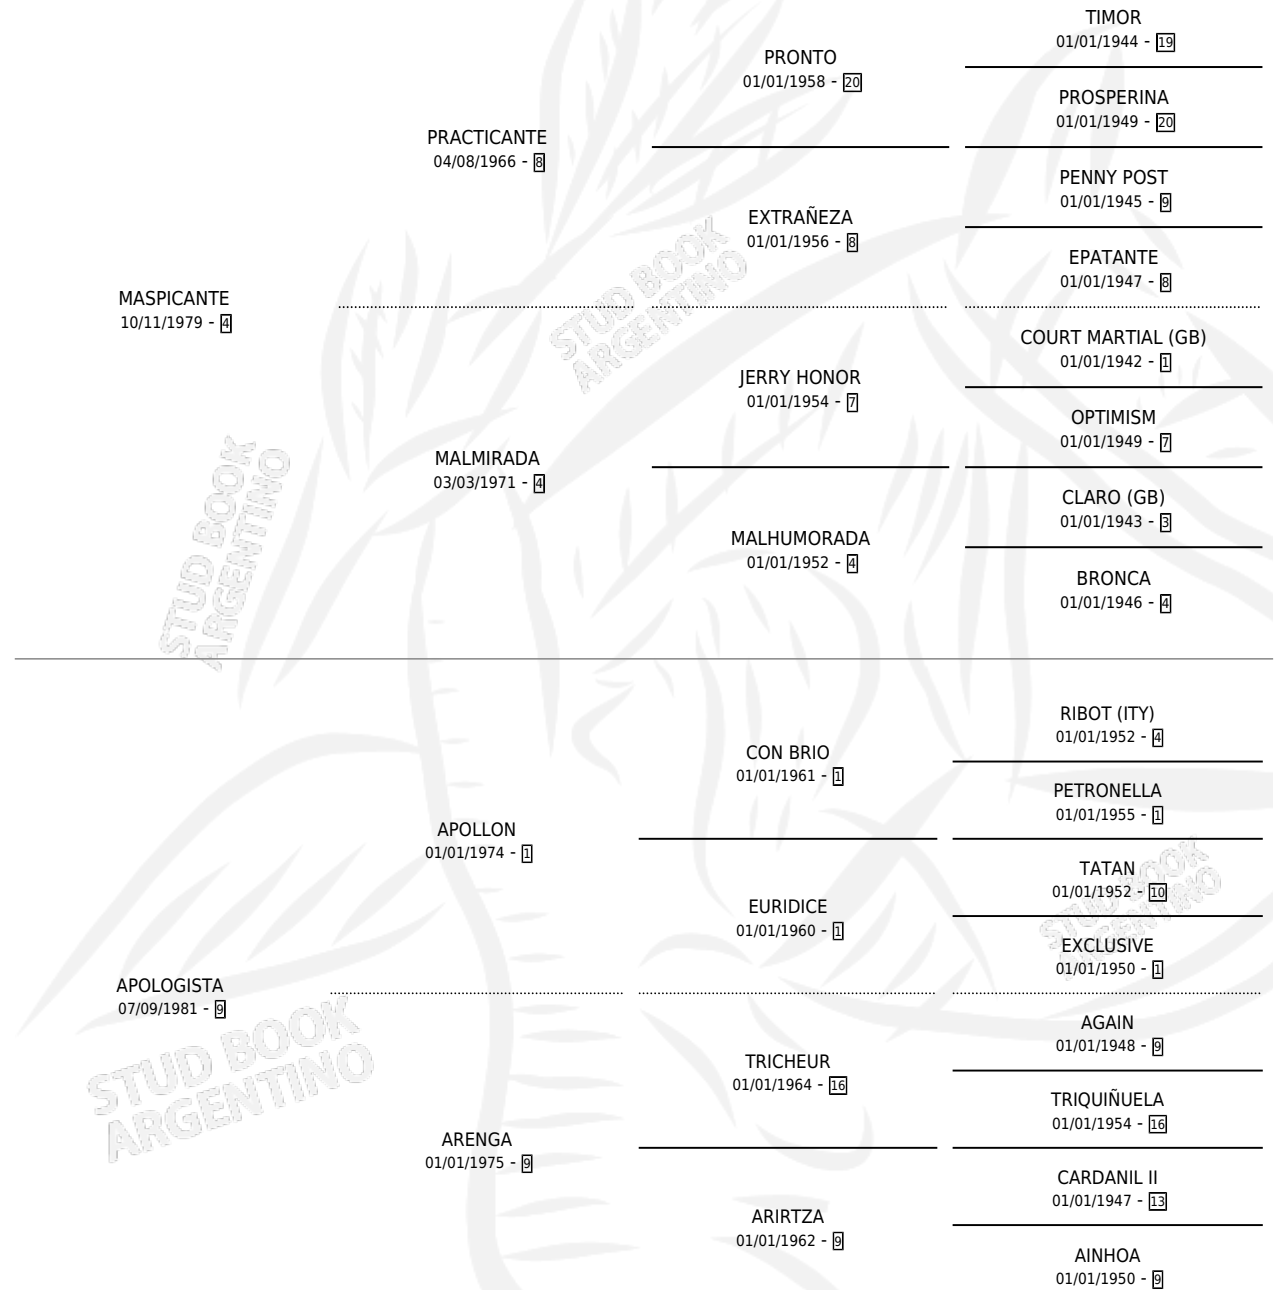 TIMOR
01/01/1944 - 19
PRONTO
01/01/1958 - 20
PROSPERINA
01/01/1949 - 20
PRACTICANTE
04/08/1966 - 8
PENNY POST
01/01/1945 - 9
EXTRAÑEZA
01/01/1956 - 8
EPATANTE
01/01/1947 - 8
MASPICANTE
10/11/1979 - 4
COURT MARTIAL (GB)
01/01/1942 - 1
JERRY HONOR
01/01/1954 - 7
OPTIMISM
01/01/1949 - 7
MALMIRADA
03/03/1971 - 4
CLARO (GB)
01/01/1943 - 3
MALHUMORADA
01/01/1952 - 4
BRONCA
01/01/1946 - 4
RIBOT (ITY)
01/01/1952 - 4
CON BRIO
01/01/1961 - 1
PETRONELLA
01/01/1955 - 1
APOLLON
01/01/1974 - 1
TATAN
01/01/1952 - 10
EURIDICE
01/01/1960 - 1
EXCLUSIVE
01/01/1950 - 1
APOLOGISTA
07/09/1981 - 9
AGAIN
01/01/1948 - 9
TRICHEUR
01/01/1964 - 16
TRIQUIÑUELA
01/01/1954 - 16
ARENGA
01/01/1975 - 9
CARDANIL II
01/01/1947 - 13
ARIRTZA
01/01/1962 - 9
AINHOA
01/01/1950 - 9
STUD BOOK
ARGENTINO
STUD BOOK
ARGENTINO
STUD BOOK
ARGENTINO
STUD BOOK
ARGENTINO